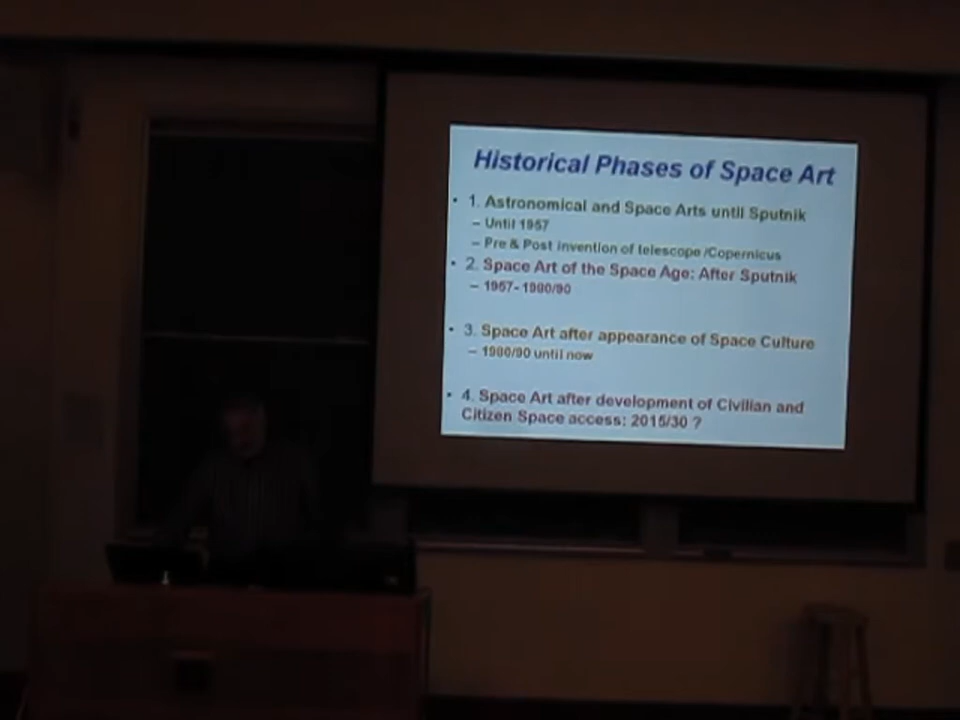 Historical Phases of Space Art
• 1. Astronomical and Space Arts until Sputnik
– Until 1957
– Pre & Post invention of telescope /Copernicus
• 2. Space Art of the Space Age: After Sputnik
– 1957- 1980/90
• 3. Space Art after appearance of Space Culture
– 1980/90 until now
• 4. Space Art after development of Civilian and
Citizen Space access: 2015/30 ?